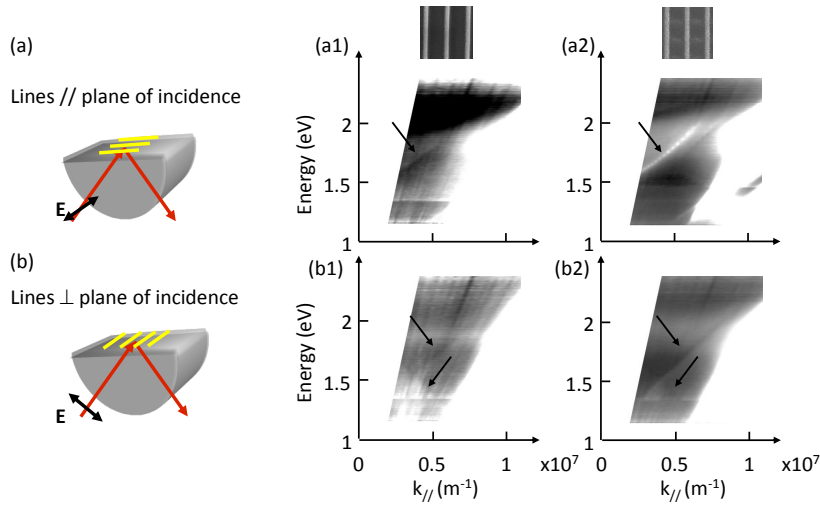 (a)
Lines // plane of incidence
E
(b)
Lines ⊥ plane of incidence
E
(a1)
Energy (eV)
2
1.5
1
(a2)
Energy (eV)
2
1.5
1
(b1)
Energy (eV)
2
1.5
1
0
0.5
1
x10⁷
k// (m⁻¹)
(b2)
2
1.5
1
0
0.5
1
x10⁷
k// (m⁻¹)